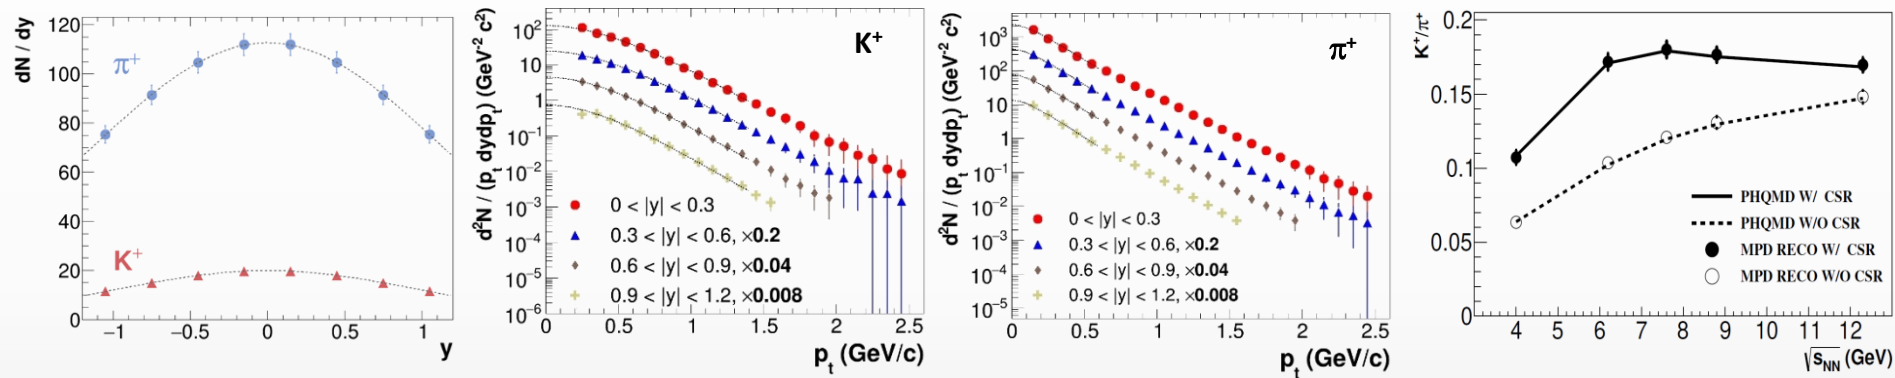 dN / dy
120
100
80
60
40
20
0
π⁺
K⁺
−1
−0.5
0
0.5
1
y
d²N / (pₜ dydpₜ) (GeV⁻² c²)
10²
10
1
10⁻¹
10⁻²
10⁻³
10⁻⁴
10⁻⁵
10⁻⁶
K⁺
0 < |y| < 0.3
0.3 < |y| < 0.6, ×0.2
0.6 < |y| < 0.9, ×0.04
0.9 < |y| < 1.2, ×0.008
0
0.5
1
1.5
2
2.5
pₜ (GeV/c)
d²N / (pₜ dydpₜ) (GeV⁻² c²)
10³
10²
10
1
10⁻¹
10⁻²
10⁻³
10⁻⁴
10⁻⁵
π⁺
0 < |y| < 0.3
0.3 < |y| < 0.6, ×0.2
0.6 < |y| < 0.9, ×0.04
0.9 < |y| < 1.2, ×0.008
0
0.5
1
1.5
2
2.5
pₜ (GeV/c)
K⁺/π⁺
0.2
0.15
0.1
0.05
0
PHQMD W/ CSR
PHQMD W/O CSR
MPD RECO W/ CSR
MPD RECO W/O CSR
4
5
6
7
8
9
10
11
12
√sNN (GeV)